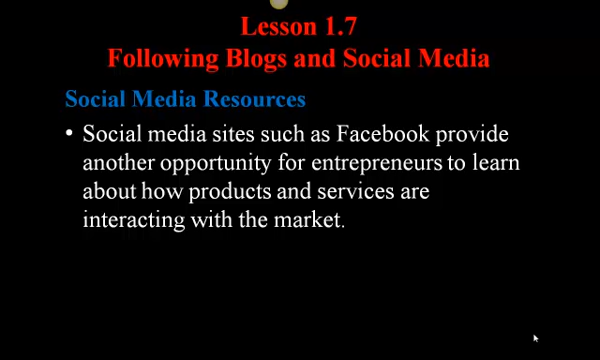 Lesson 1.7
Following Blogs and Social Media
Social Media Resources
• Social media sites such as Facebook provide
another opportunity for entrepreneurs to learn
about how products and services are
interacting with the market.